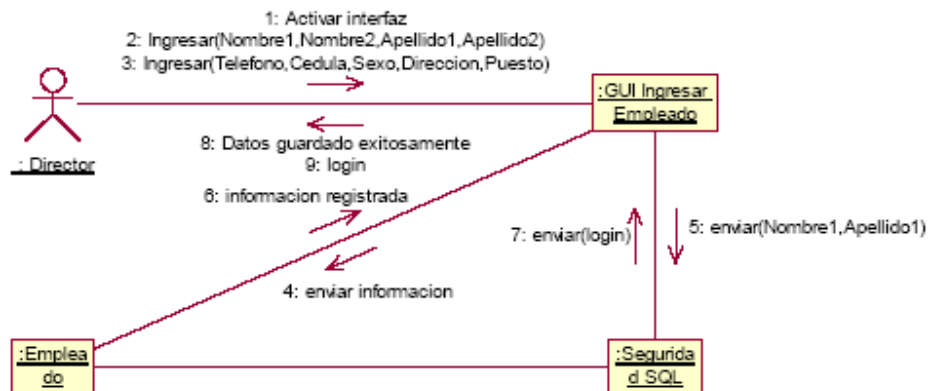 1: Activar interfaz
2: Ingresar(Nombre1,Nombre2,Apellido1,Apellido2)
3: Ingresar(Telefono,Cedula,Sexo,Direccion,Puesto)
:GUI Ingresar
Empleado
: Director
8: Datos guardado exitosamente
9: login
6: informacion registrada
7: enviar(login)
5: enviar(Nombre1,Apellido1)
4: enviar informacion
:Emplea
do
:Segurida
d SQL